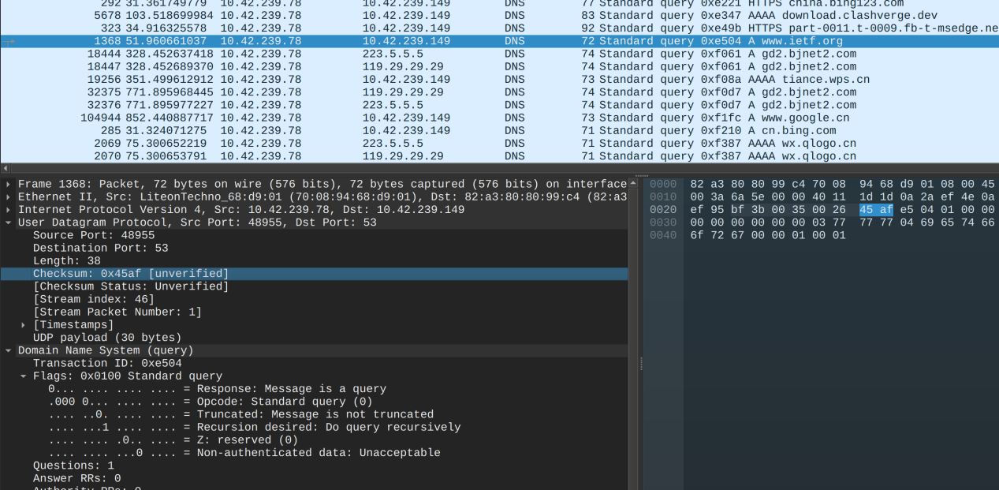 292 31.361749779 10.42.239.78 10.42.239.149 DNS 77 Standard query 0xe221 HTTPS china.bing123.com
5678 103.518699984 10.42.239.78 10.42.239.149 DNS 83 Standard query 0xe347 AAAA download.clashverge.dev
323 34.916325578 10.42.239.78 10.42.239.149 DNS 92 Standard query 0xe49b HTTPS part-0011.t-0009.fb-t-msedge.ne
1368 51.960661037 10.42.239.78 10.42.239.149 DNS 72 Standard query 0xe504 A www.ietf.org
18444 328.452637418 10.42.239.78 223.5.5.5 DNS 74 Standard query 0xf061 A gd2.bjnet2.com
18447 328.452689370 10.42.239.78 119.29.29.29 DNS 74 Standard query 0xf061 A gd2.bjnet2.com
19256 351.499612912 10.42.239.78 10.42.239.149 DNS 73 Standard query 0xf08a AAAA tiance.wps.cn
32375 771.895968445 10.42.239.78 119.29.29.29 DNS 74 Standard query 0xf0d7 A gd2.bjnet2.com
32376 771.895977227 10.42.239.78 223.5.5.5 DNS 74 Standard query 0xf0d7 A gd2.bjnet2.com
104944 852.440887717 10.42.239.78 10.42.239.149 DNS 73 Standard query 0xf1fc A www.google.cn
285 31.324071275 10.42.239.78 10.42.239.149 DNS 71 Standard query 0xf210 A cn.bing.com
2069 75.300652219 10.42.239.78 223.5.5.5 DNS 71 Standard query 0xf387 AAAA wx.qlogo.cn
2070 75.300653791 10.42.239.78 119.29.29.29 DNS 71 Standard query 0xf387 AAAA wx.qlogo.cn
Frame 1368: Packet, 72 bytes on wire (576 bits), 72 bytes captured (576 bits) on interface
Ethernet II, Src: LiteonTechno_68:d9:01 (70:08:94:68:d9:01), Dst: 82:a3:80:80:99:c4 (82:a3
Internet Protocol Version 4, Src: 10.42.239.78, Dst: 10.42.239.149
User Datagram Protocol, Src Port: 48955, Dst Port: 53
Source Port: 48955
Destination Port: 53
Length: 38
Checksum: 0x45af [unverified]
[Checksum Status: Unverified]
[Stream index: 46]
[Stream Packet Number: 1]
[Timestamps]
UDP payload (30 bytes)
Domain Name System (query)
Transaction ID: 0xe504
Flags: 0x0100 Standard query
0... .... .... .... = Response: Message is a query
.000 0... .... .... = Opcode: Standard query (0)
.... ..0. .... .... = Truncated: Message is not truncated
.... ...1 .... .... = Recursion desired: Do query recursively
.... .... .0.. .... = Z: reserved (0)
.... .... ...0 .... = Non-authenticated data: Unacceptable
Questions: 1
Answer RRs: 0
Authority RRs: 0
0000 82 a3 80 80 99 c4 70 08 94 68 d9 01 08 00 45
0010 00 3a 6a 5e 00 00 40 11 1d 1d 0a 2a ef 4e 0a
0020 ef 95 bf 3b 00 35 00 26 45 af e5 04 01 00 00
0030 00 00 00 00 00 00 03 77 77 77 04 69 65 74 66
0040 6f 72 67 00 00 01 00 01